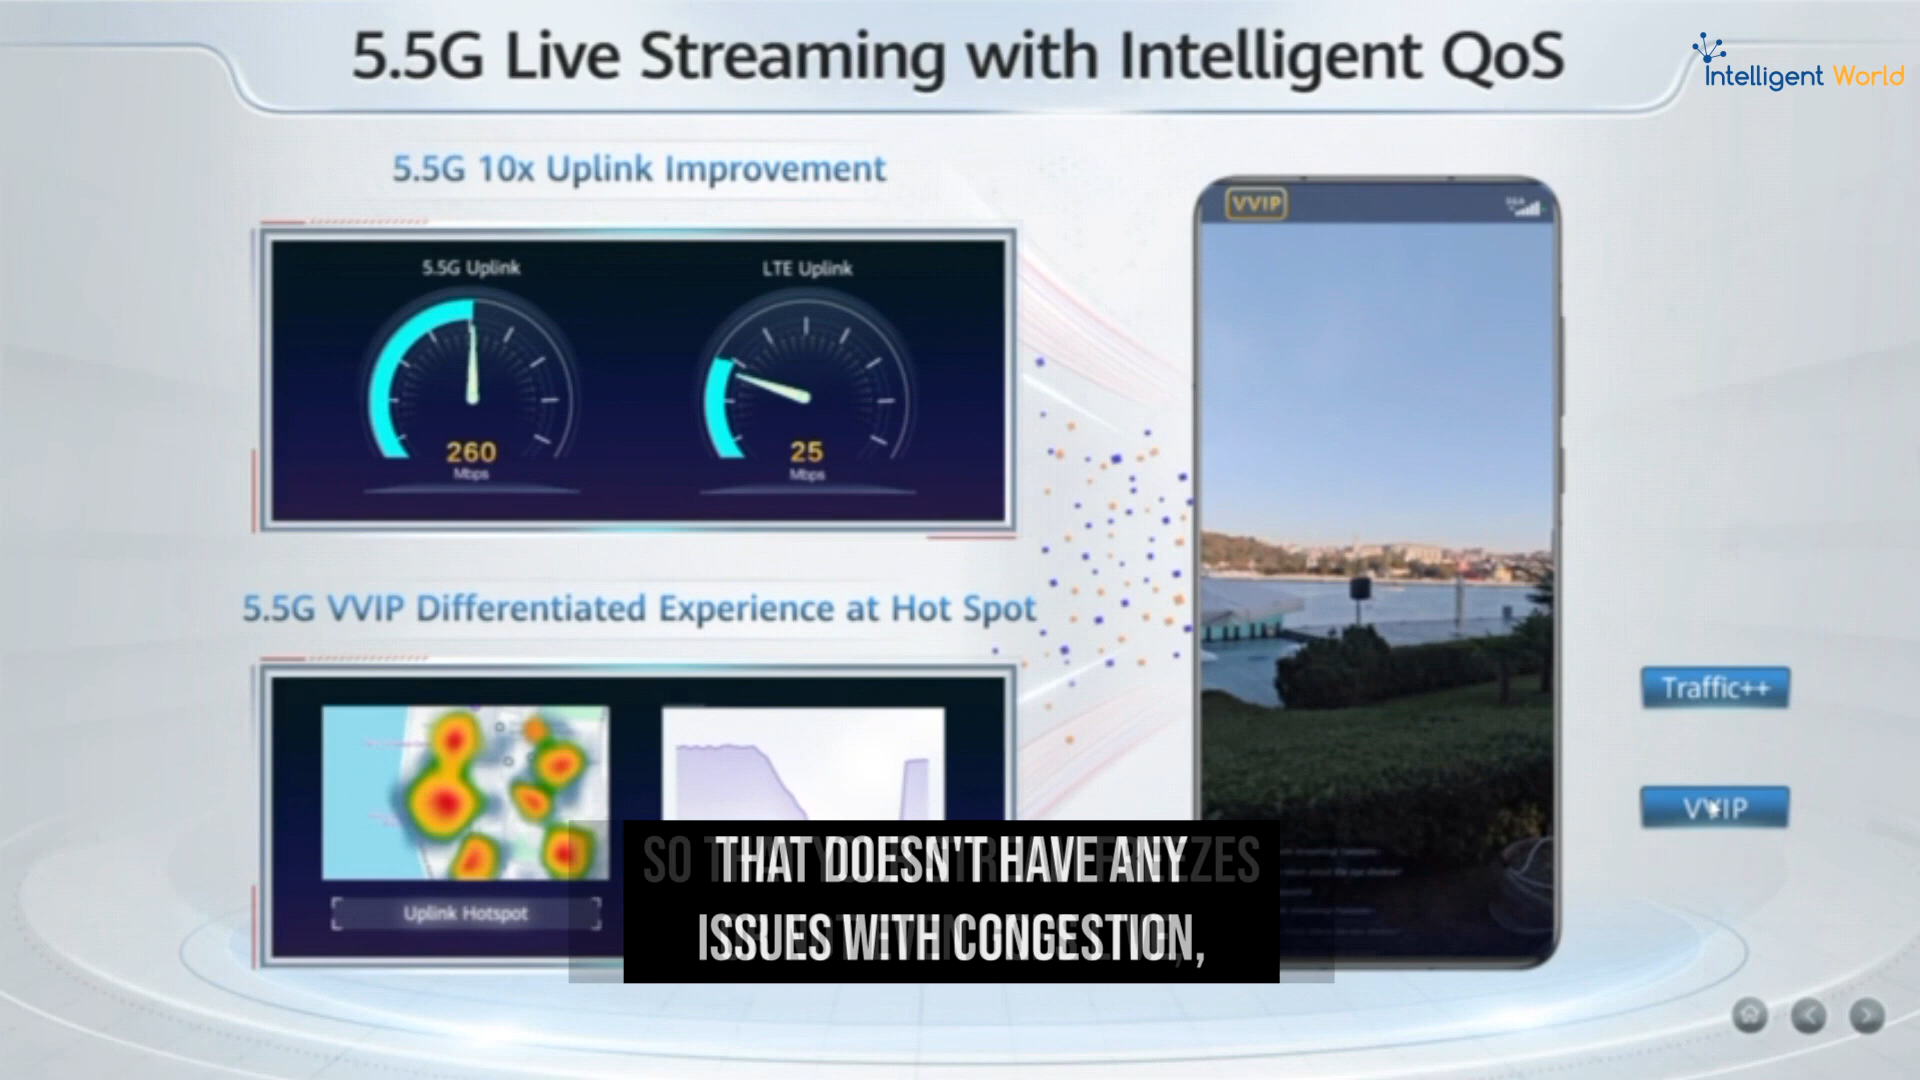 5.5G Live Streaming with Intelligent QoS
Intelligent World
5.5G 10x Uplink Improvement
5.5G Uplink
LTE Uplink
260
Mbps
25
Mbps
VVIP
5.5G VVIP Differentiated Experience at Hot Spot
Uplink Hotspot
Traffic++
VVIP
THAT DOESN'T HAVE ANY
ISSUES WITH CONGESTION,